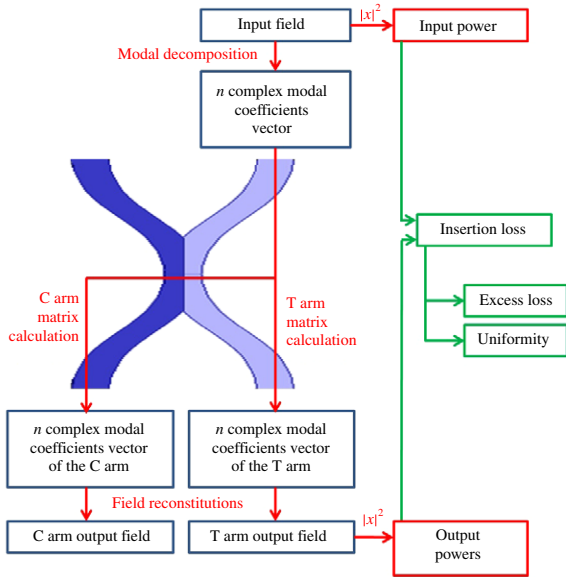 Input field
|x|²
Input power
Modal decomposition
n complex modal
coefficients
vector
Insertion loss
C arm
matrix
calculation
T arm
matrix
calculation
Excess loss
Uniformity
n complex modal
coefficients vector
of the C arm
n complex modal
coefficients vector
of the T arm
Field reconstitutions
|x|²
C arm output field
T arm output field
Output
powers